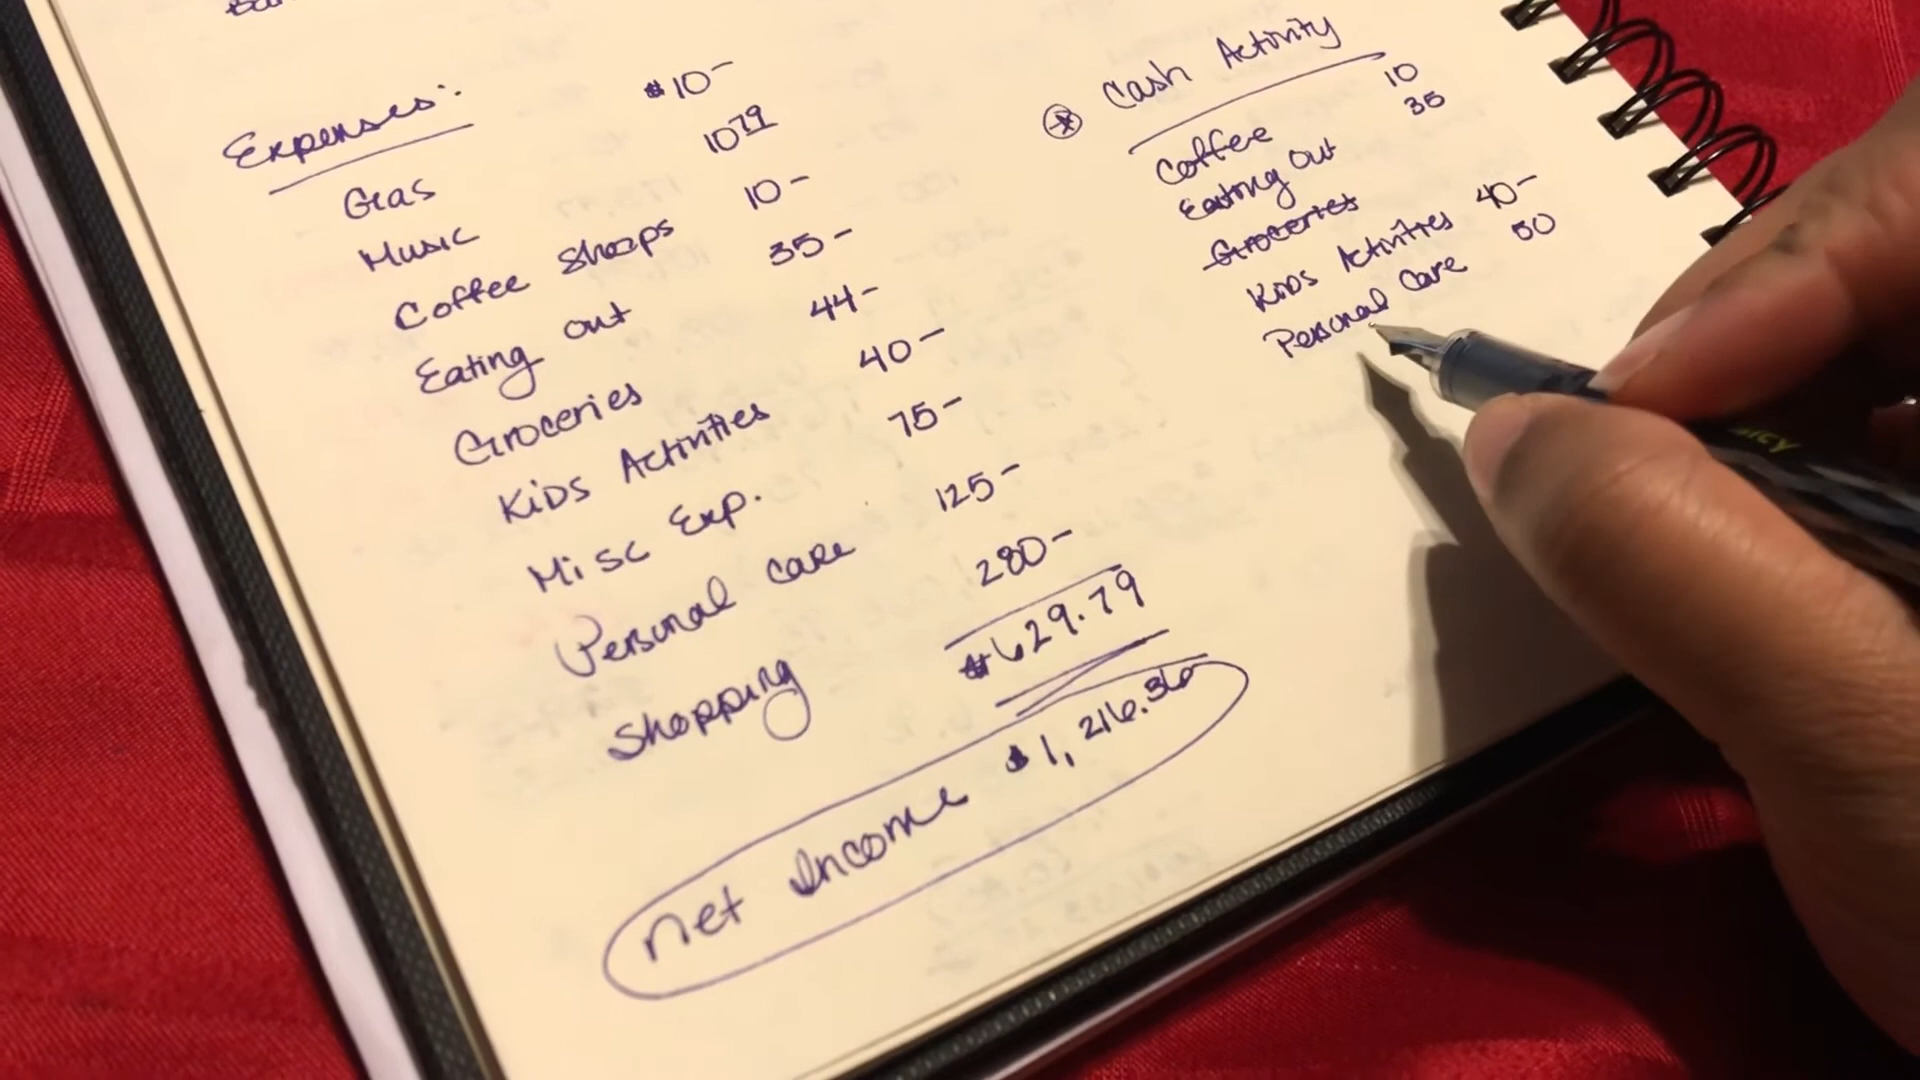 Expenses:
Gas $10-
Music 10.79
Coffee Shops 10-
Eating out 35-
Groceries 44-
Kids Activities 40-
Misc Exp. 75-
Personal care 125-
Shopping 280-
$629.79
Net Income $1,216.36
* Cash Activity
Coffee 10
Eating Out 35
Groceries
Kids Activities 40-
Personal Care 50